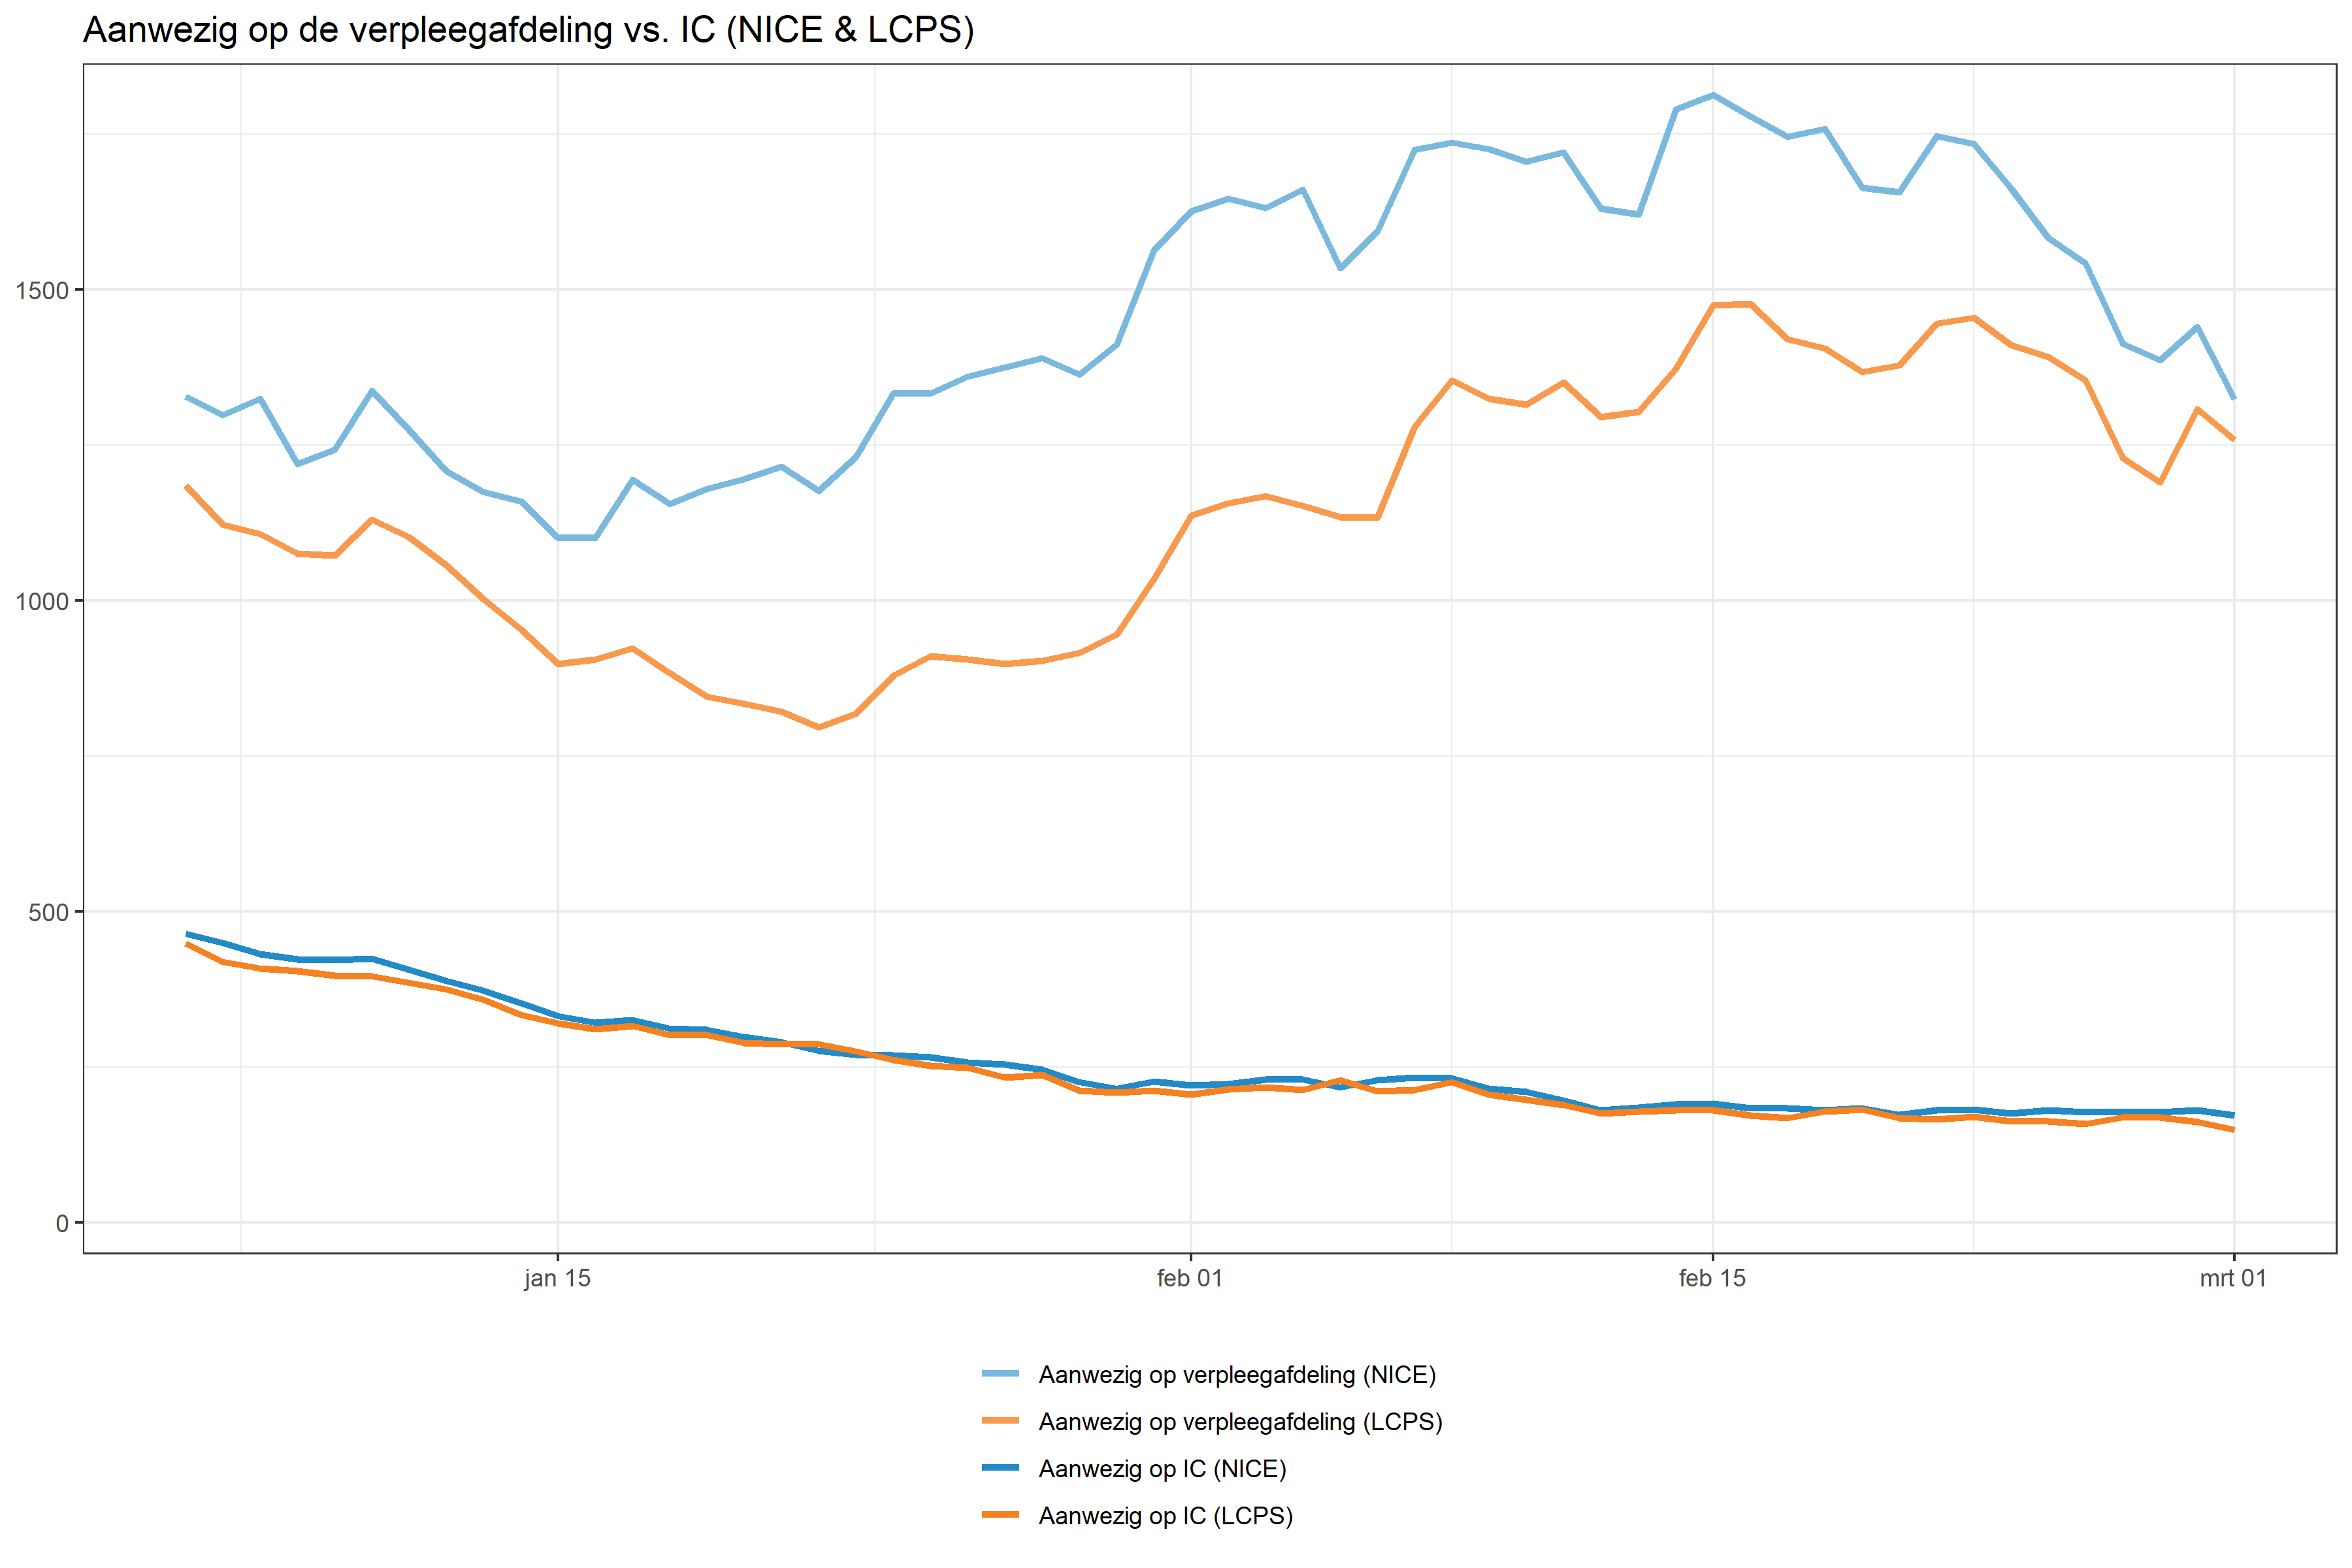 Aanwezig op de verpleegafdeling vs. IC (NICE & LCPS)
1500
1000
500
0
jan 15
feb 01
feb 15
mrt 01
Aanwezig op verpleegafdeling (NICE)
Aanwezig op verpleegafdeling (LCPS)
Aanwezig op IC (NICE)
Aanwezig op IC (LCPS)